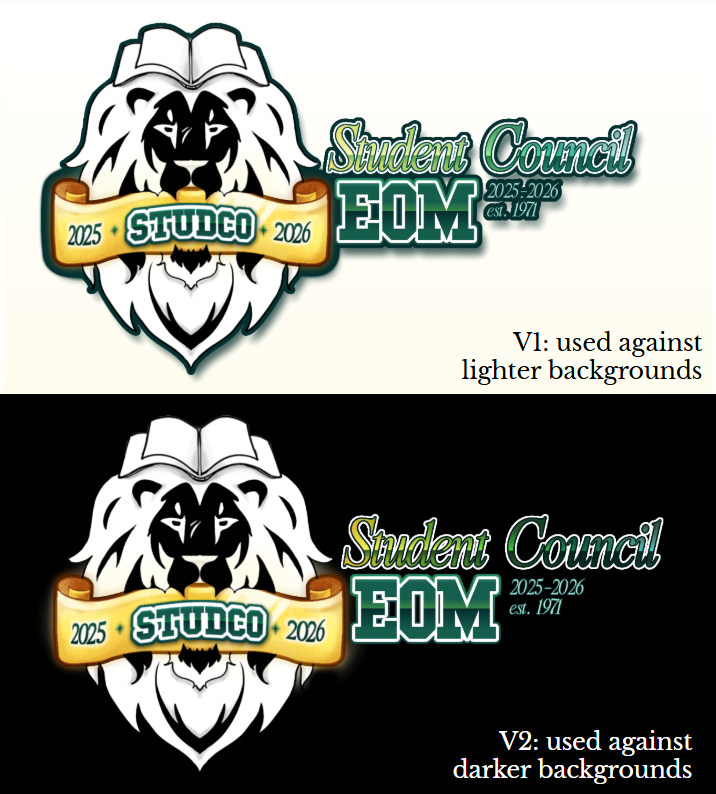 Student Council
EOM
2025-2026
est. 1971
2025 STUDCO 2026
V1: used against
lighter backgrounds
Student Council
EOM
2025-2026
est. 1971
2025 STUDCO 2026
V2: used against
darker backgrounds